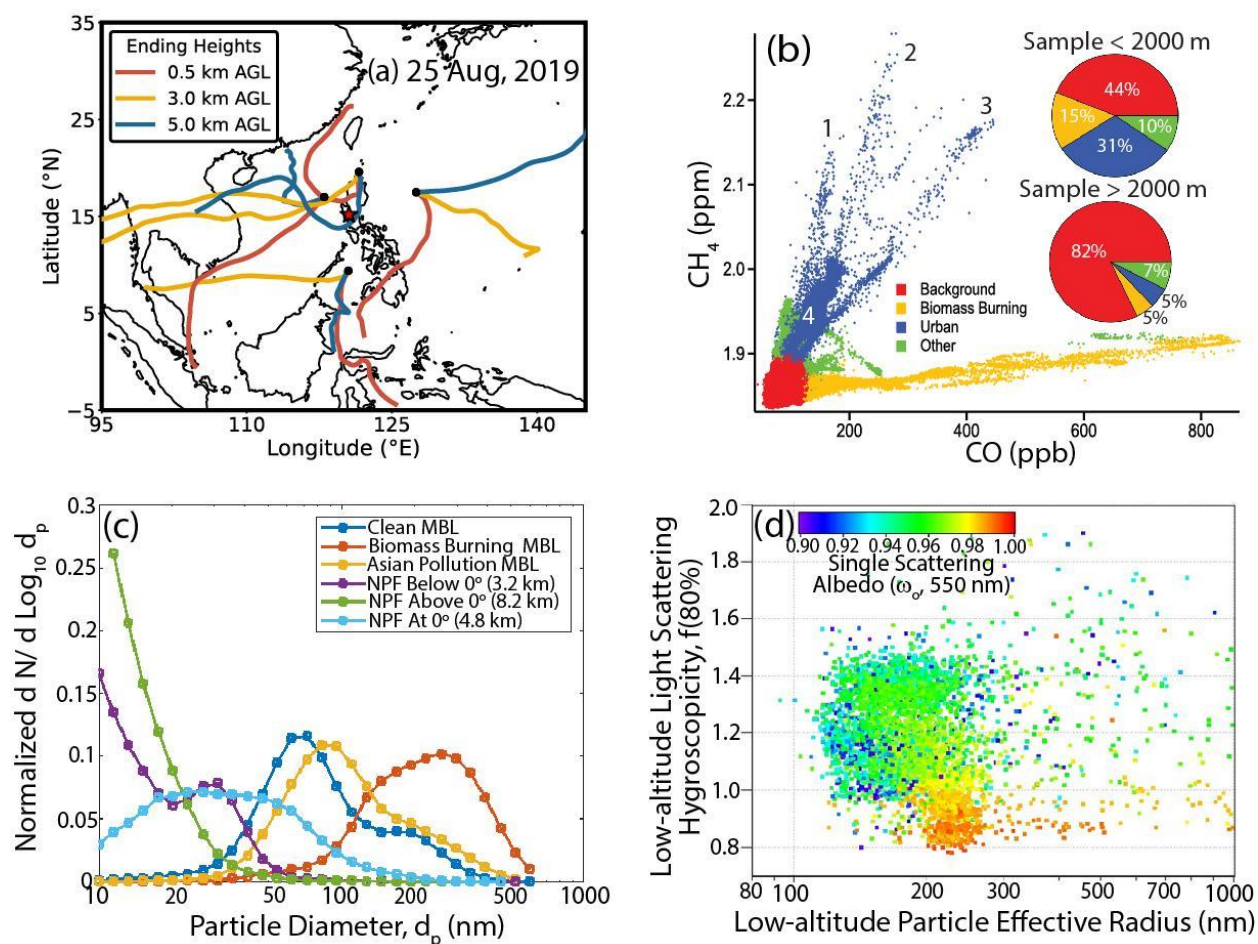 Ending Heights
0.5 km AGL
3.0 km AGL
5.0 km AGL
(a) 25 Aug, 2019
35
25
15
5
−5
95
110
125
140
Latitude (°N)
Longitude (°E)
(b)
1
2
3
4
2.2
2.1
2.0
1.9
200
400
600
800
CH4 (ppm)
CO (ppb)
Background
Biomass Burning
Urban
Other
Sample < 2000 m
44%
15%
10%
31%
Sample > 2000 m
82%
7%
5%
5%
(c)
0.3
0.25
0.2
0.15
0.1
0.05
0
10
20
50
100
200
500
1000
Normalized d N/ d Log10 dp
Particle Diameter, dp (nm)
Clean MBL
Biomass Burning MBL
Asian Pollution MBL
NPF Below 0º (3.2 km)
NPF Above 0º (8.2 km)
NPF At 0º (4.8 km)
(d)
0.90 0.92 0.94 0.96 0.98 1.00
Single Scattering
Albedo (ωo, 550 nm)
2.0
1.8
1.6
1.4
1.2
1.0
0.8
80
100
200
300
500
700
1000
Low-altitude Light Scattering
Hygroscopicity, f(80%)
Low-altitude Particle Effective Radius (nm)